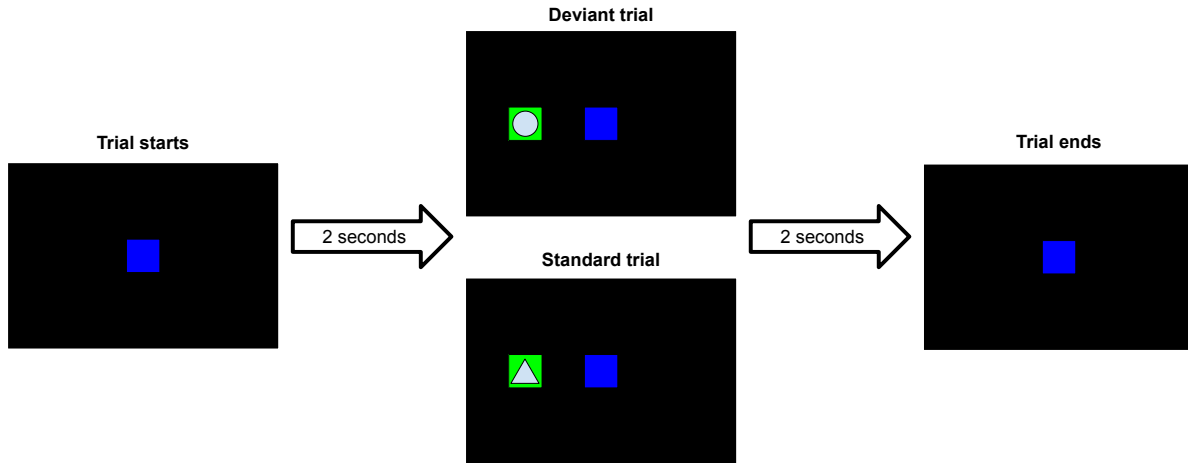 Deviant trial
Trial starts
2 seconds
Standard trial
2 seconds
Trial ends